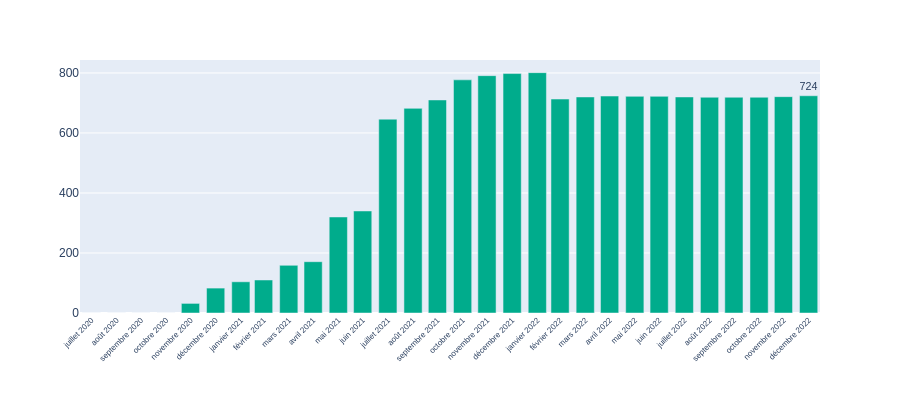 800
600
400
200
0
724
juillet 2020
août 2020
septembre 2020
octobre 2020
novembre 2020
décembre 2020
janvier 2021
février 2021
mars 2021
avril 2021
mai 2021
juin 2021
juillet 2021
août 2021
septembre 2021
octobre 2021
novembre 2021
décembre 2021
janvier 2022
février 2022
mars 2022
avril 2022
mai 2022
juin 2022
juillet 2022
août 2022
septembre 2022
octobre 2022
novembre 2022
décembre 2022